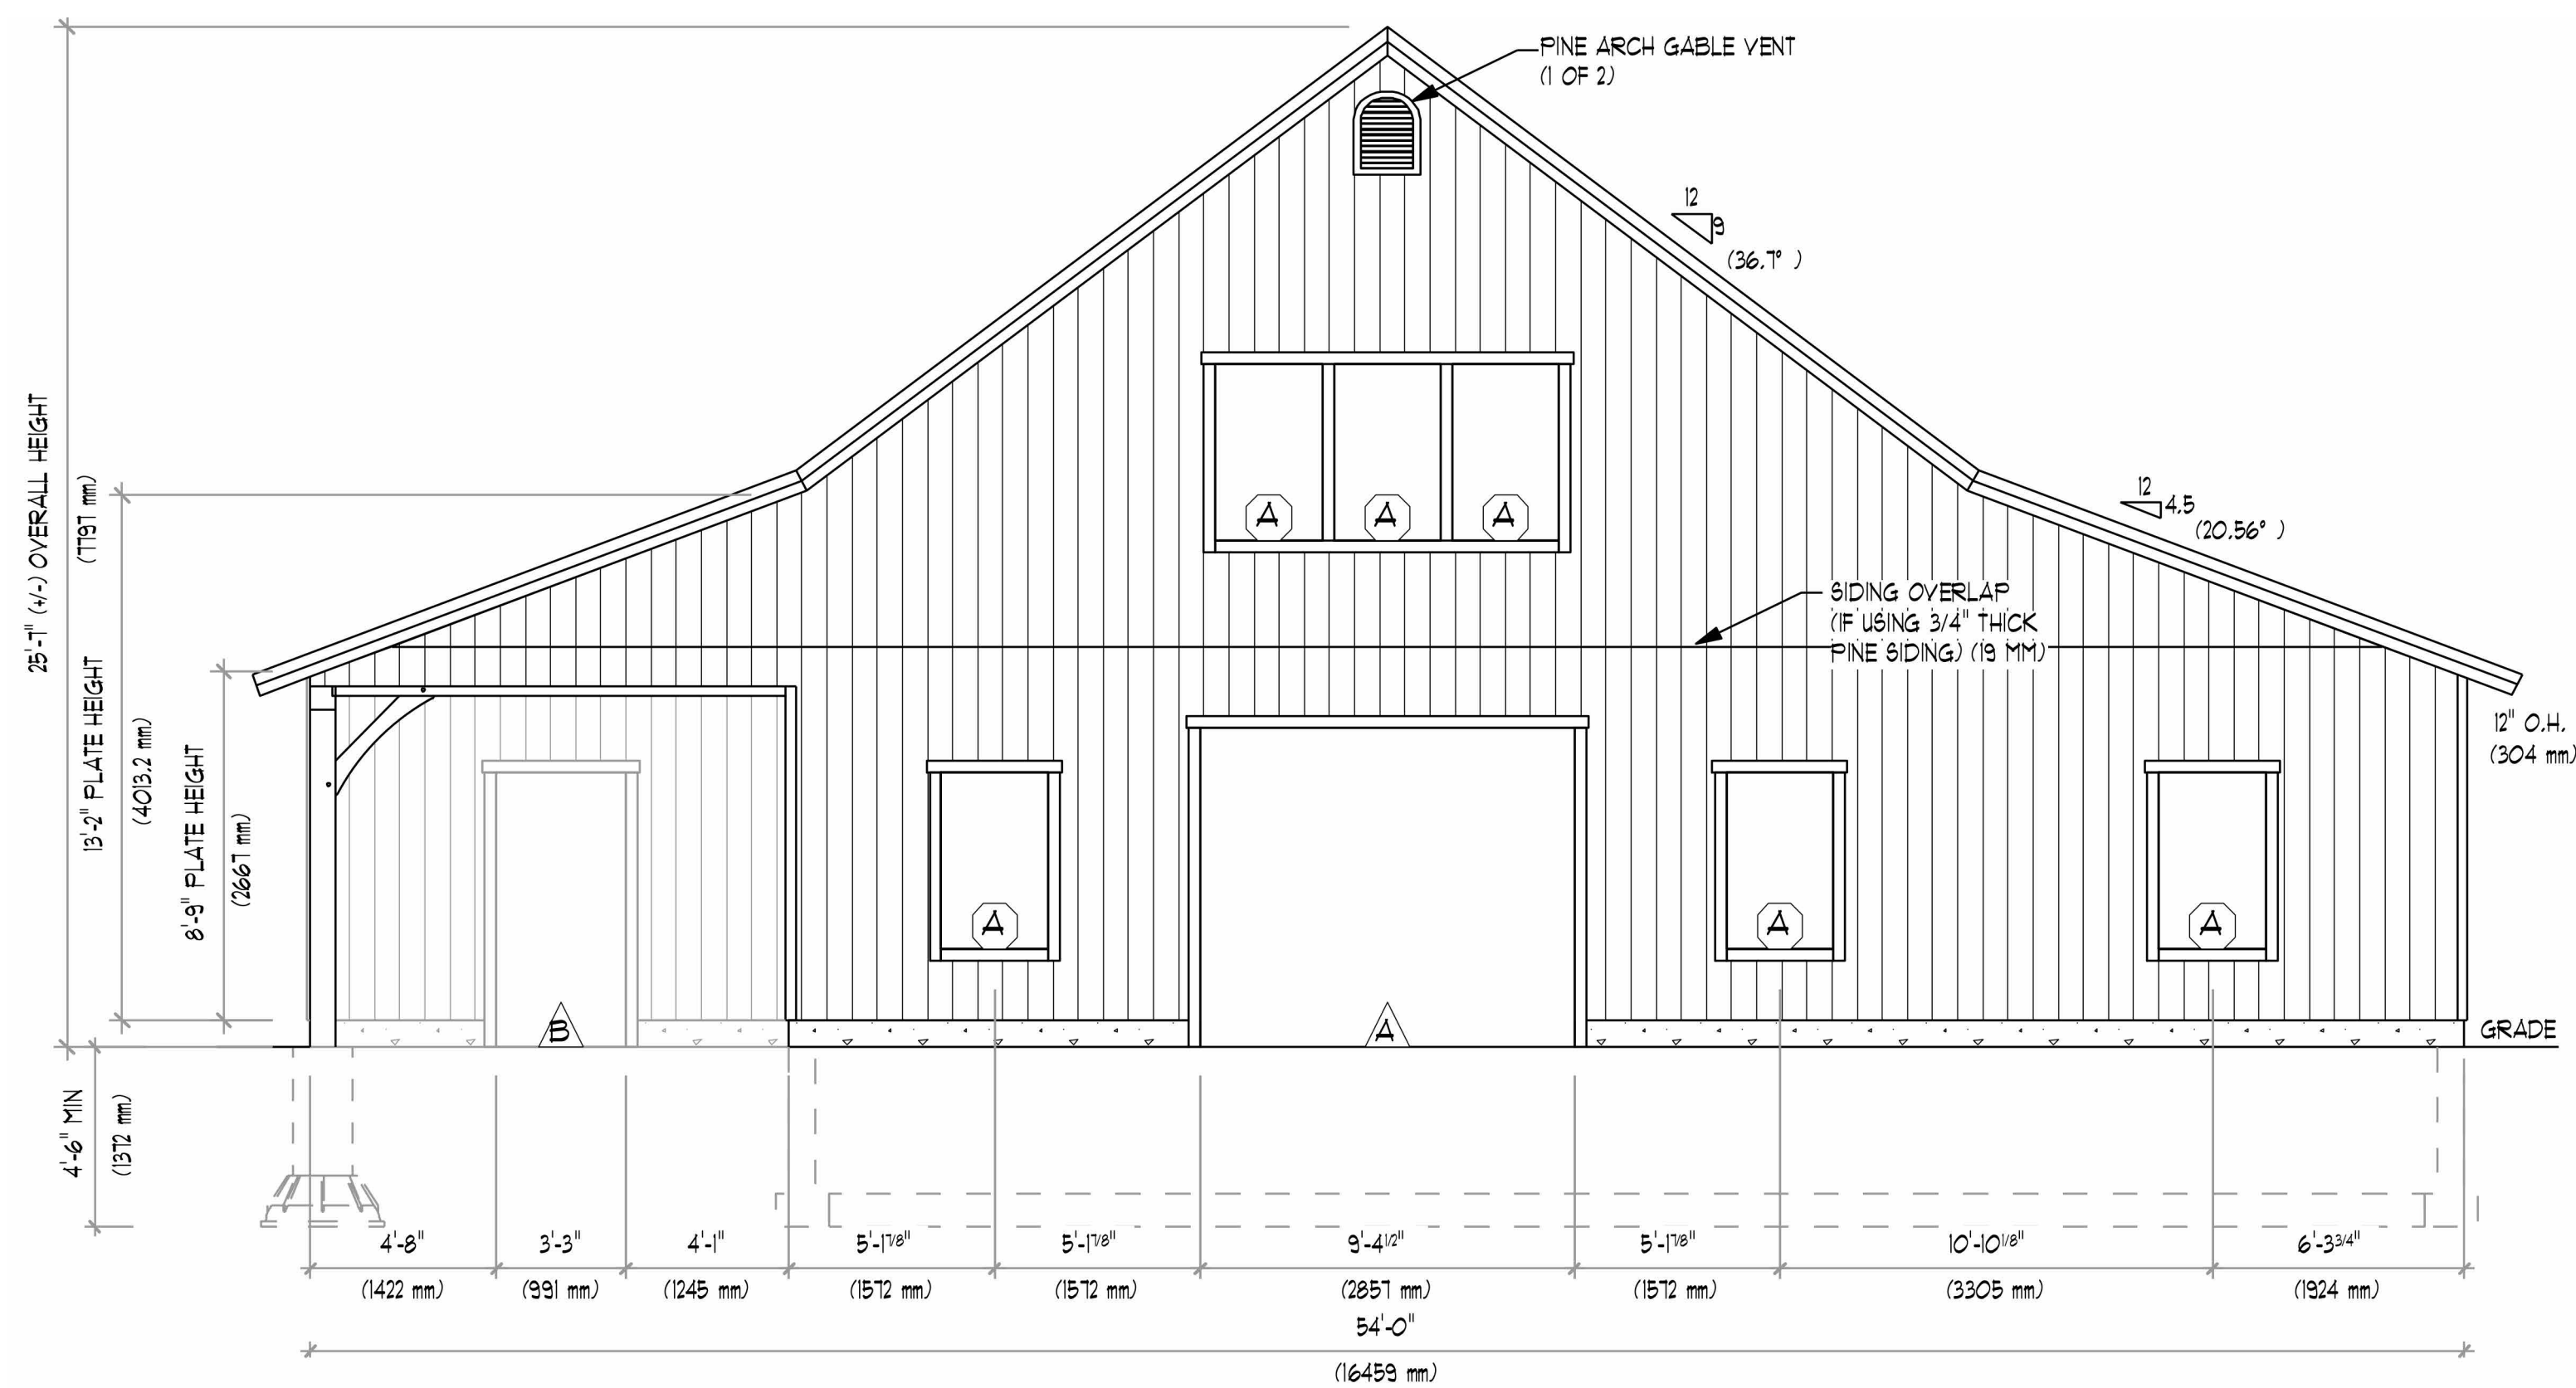 PINE ARCH GABLE VENT
(1 OF 2)
12
9
(36.7° )
12
4.5
(20.56° )
25'-7" (+/-) OVERALL HEIGHT
(7797 mm)
13'-2" PLATE HEIGHT
(4013.2 mm)
8'-9" PLATE HEIGHT
(2667 mm)
A A A
SIDING OVERLAP
(IF USING 3/4" THICK
PINE SIDING) (19 MM)
12" O.H.
(304 mm)
A A A
B A
GRADE
4'-6" MIN
(1372 mm)
4'-8" 3'-3" 4'-1" 5'-1 7/8" 5'-1 7/8" 9'-4 1/2" 5'-1 7/8" 10'-10 1/8" 6'-3 3/4"
(1422 mm) (991 mm) (1245 mm) (1572 mm) (1572 mm) (2857 mm) (1572 mm) (3305 mm) (1924 mm)
54'-0"
(16459 mm)